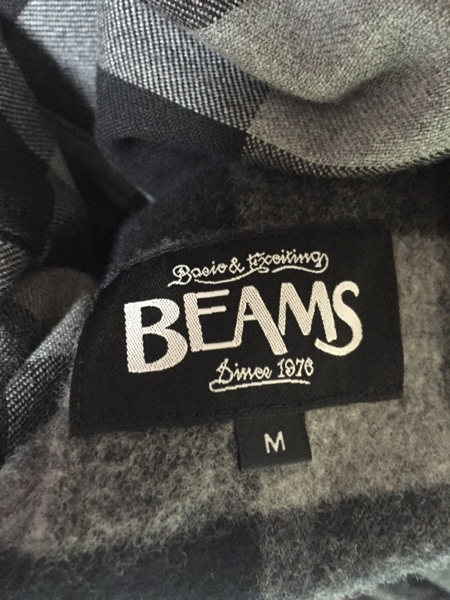 Basic & Exciting
BEAMS
Since 1976
M